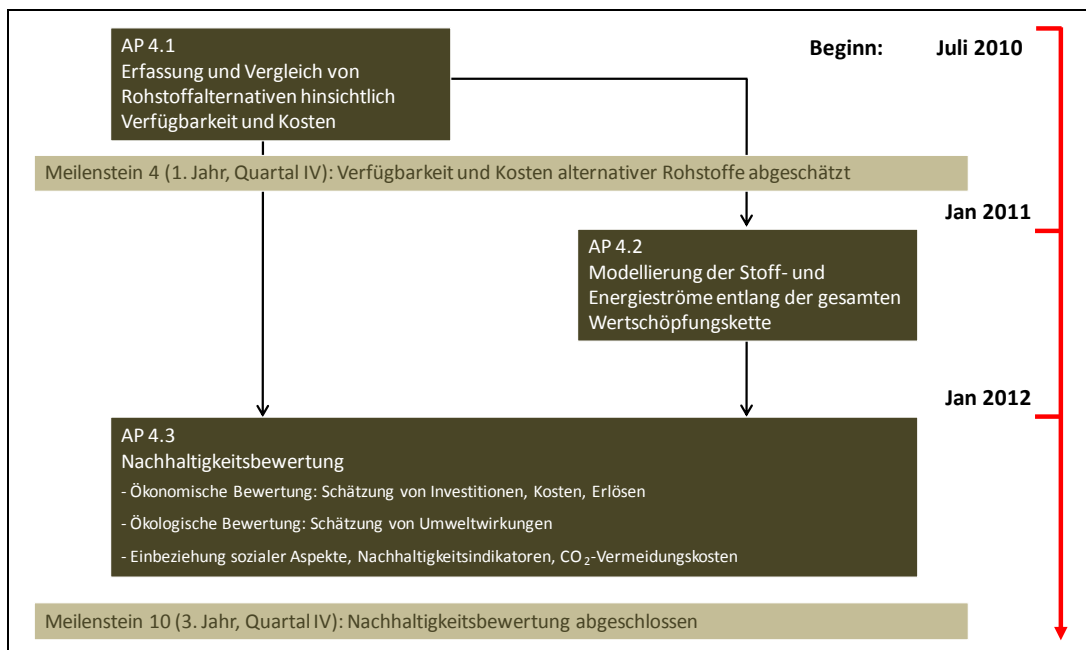 AP 4.1
Erfassung und Vergleich von
Rohstoffalternativen hinsichtlich
Verfügbarkeit und Kosten
Beginn: Juli 2010
Meilenstein 4 (1. Jahr, Quartal IV): Verfügbarkeit und Kosten alternativer Rohstoffe abgeschätzt
Jan 2011
AP 4.2
Modellierung der Stoff- und
Energieströme entlang der gesamten
Wertschöpfungskette
Jan 2012
AP 4.3
Nachhaltigkeitsbewertung
- Ökonomische Bewertung: Schätzung von Investitionen, Kosten, Erlösen
- Ökologische Bewertung: Schätzung von Umweltwirkungen
- Einbeziehung sozialer Aspekte, Nachhaltigkeitsindikatoren, CO₂-Vermeidungskosten
Meilenstein 10 (3. Jahr, Quartal IV): Nachhaltigkeitsbewertung abgeschlossen